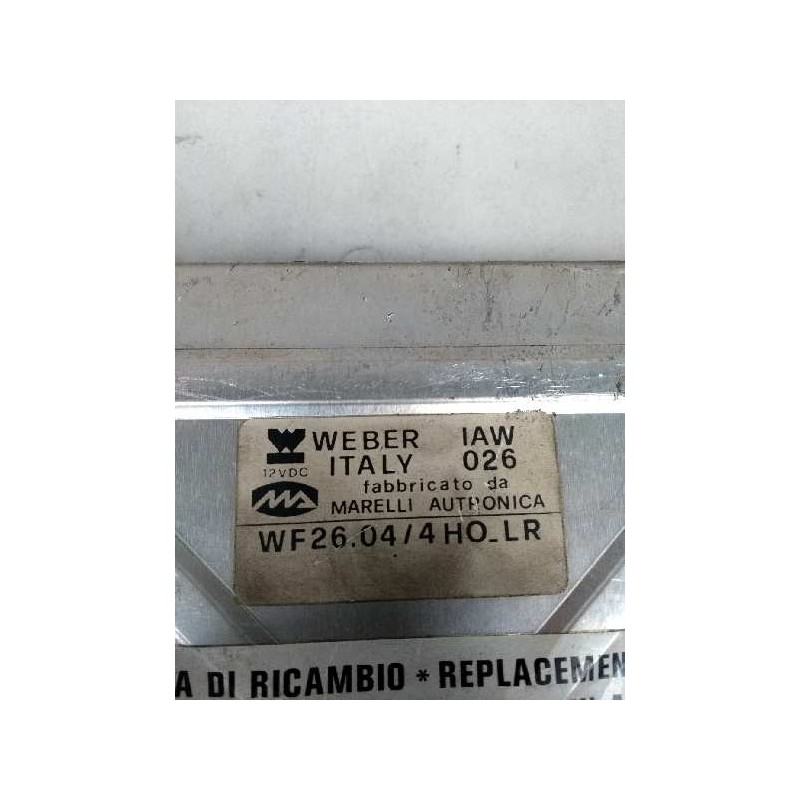 WEBER IAW
12VDC ITALY 026
fabbricato da
MARELLI AUTRONICA
WF26.04/4HO_LR
A DI RICAMBIO * REPLACEMEN